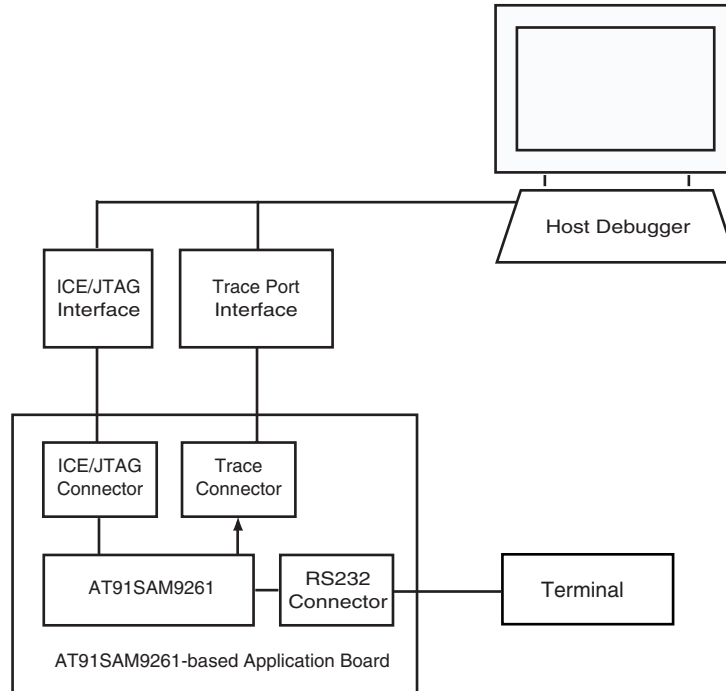 Host Debugger
ICE/JTAG
Interface
Trace Port
Interface
ICE/JTAG
Connector
Trace
Connector
AT91SAM9261
RS232
Connector
Terminal
AT91SAM9261-based Application Board